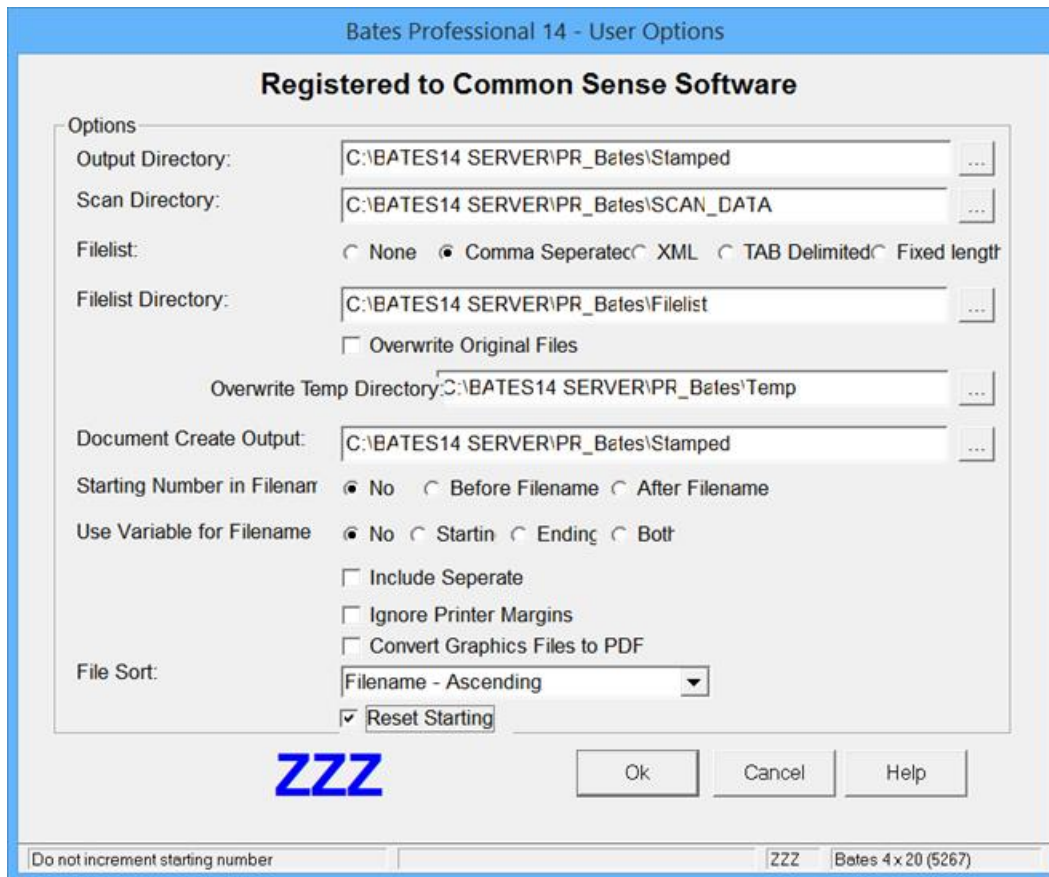 Bates Professional 14 - User Options
Registered to Common Sense Software
Options
Output Directory: C:\BATES14 SERVER\PR_Bates\Stamped ...
Scan Directory: C:\BATES14 SERVER\PR_Bates\SCAN_DATA ...
Filelist: None Comma Seperated XML TAB Delimited Fixed length
Filelist Directory: C:\BATES14 SERVER\PR_Bates\Filelist ...
Overwrite Original Files
Overwrite Temp Directory: C:\BATES14 SERVER\PR_Bates\Temp ...
Document Create Output: C:\BATES14 SERVER\PR_Bates\Stamped ...
Starting Number in Filenam No Before Filename After Filename
Use Variable for Filename No Startin Ending Both
Include Seperate
Ignore Printer Margins
Convert Graphics Files to PDF
File Sort: Filename - Ascending
Reset Starting
ZZZ
Ok Cancel Help
Do not increment starting number ZZZ Bates 4 x 20 (5267)